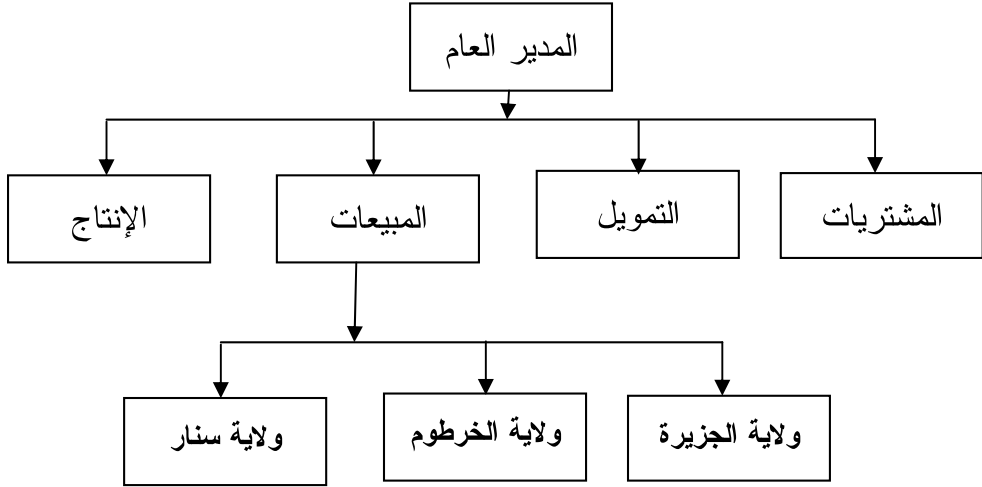 المدير العام
المشتريات
التمويل
المبيعات
الإنتاج
ولاية الجزيرة
ولاية الخرطوم
ولاية سنار